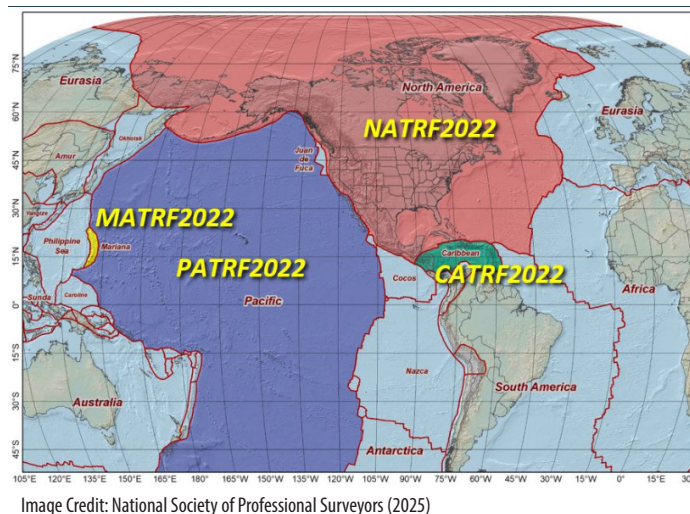 75°N
60°N
45°N
30°N
15°N
0°
15°S
30°S
45°S
Eurasia
North America
Eurasia
NATRF2022
Okhotsk
Amur
Juan
de
Fuca
Yangtze
MATRF2022
Philippine
Sea
Mariana
PATRF2022
Caribbean
CATRF2022
Cocos
Africa
Sunda
Caroline
Pacific
Nazca
South America
Australia
Antarctica
105°E 120°E 135°E 150°E 165°E 180° 165°W 150°W 135°W 120°W 105°W 90°W 75°W 60°W 45°W 30°W 15°W 0° 15°E
Image Credit: National Society of Professional Surveyors (2025)